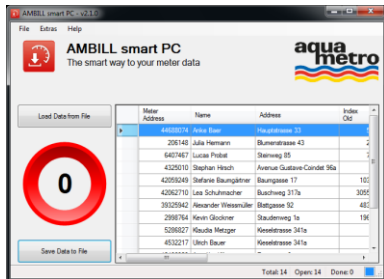 AMBILL smart PC - v2.1.0
File Extras Help
AMBILL smart PC
The smart way to your meter data
aqua
metro
Load Data from File
0
Save Data to File
Meter Address Name Address Index Old
44600074 Anke Baer Hauptstrasse 33
206148 Julia Hermann Blumenstrasse 43
6407467 Lucas Probst Steinweg 85
4325010 Stephan Hirsch Avenue Gustave-Coindet 96a
42059249 Stefanie Baumgärtner Baumgasse 17 103
42062710 Lea Schuhmacher Buschweg 317a 3055
39325942 Alexander Weissmüller Blattgasse 92 483
2998764 Kevin Glockner Staudenweg 1a 196
5286827 Klaudia Metzger Kieselstrasse 341a
4532217 Ulrich Bauer Kieselstrasse 341a
Total: 14 Open: 14 Done: 0